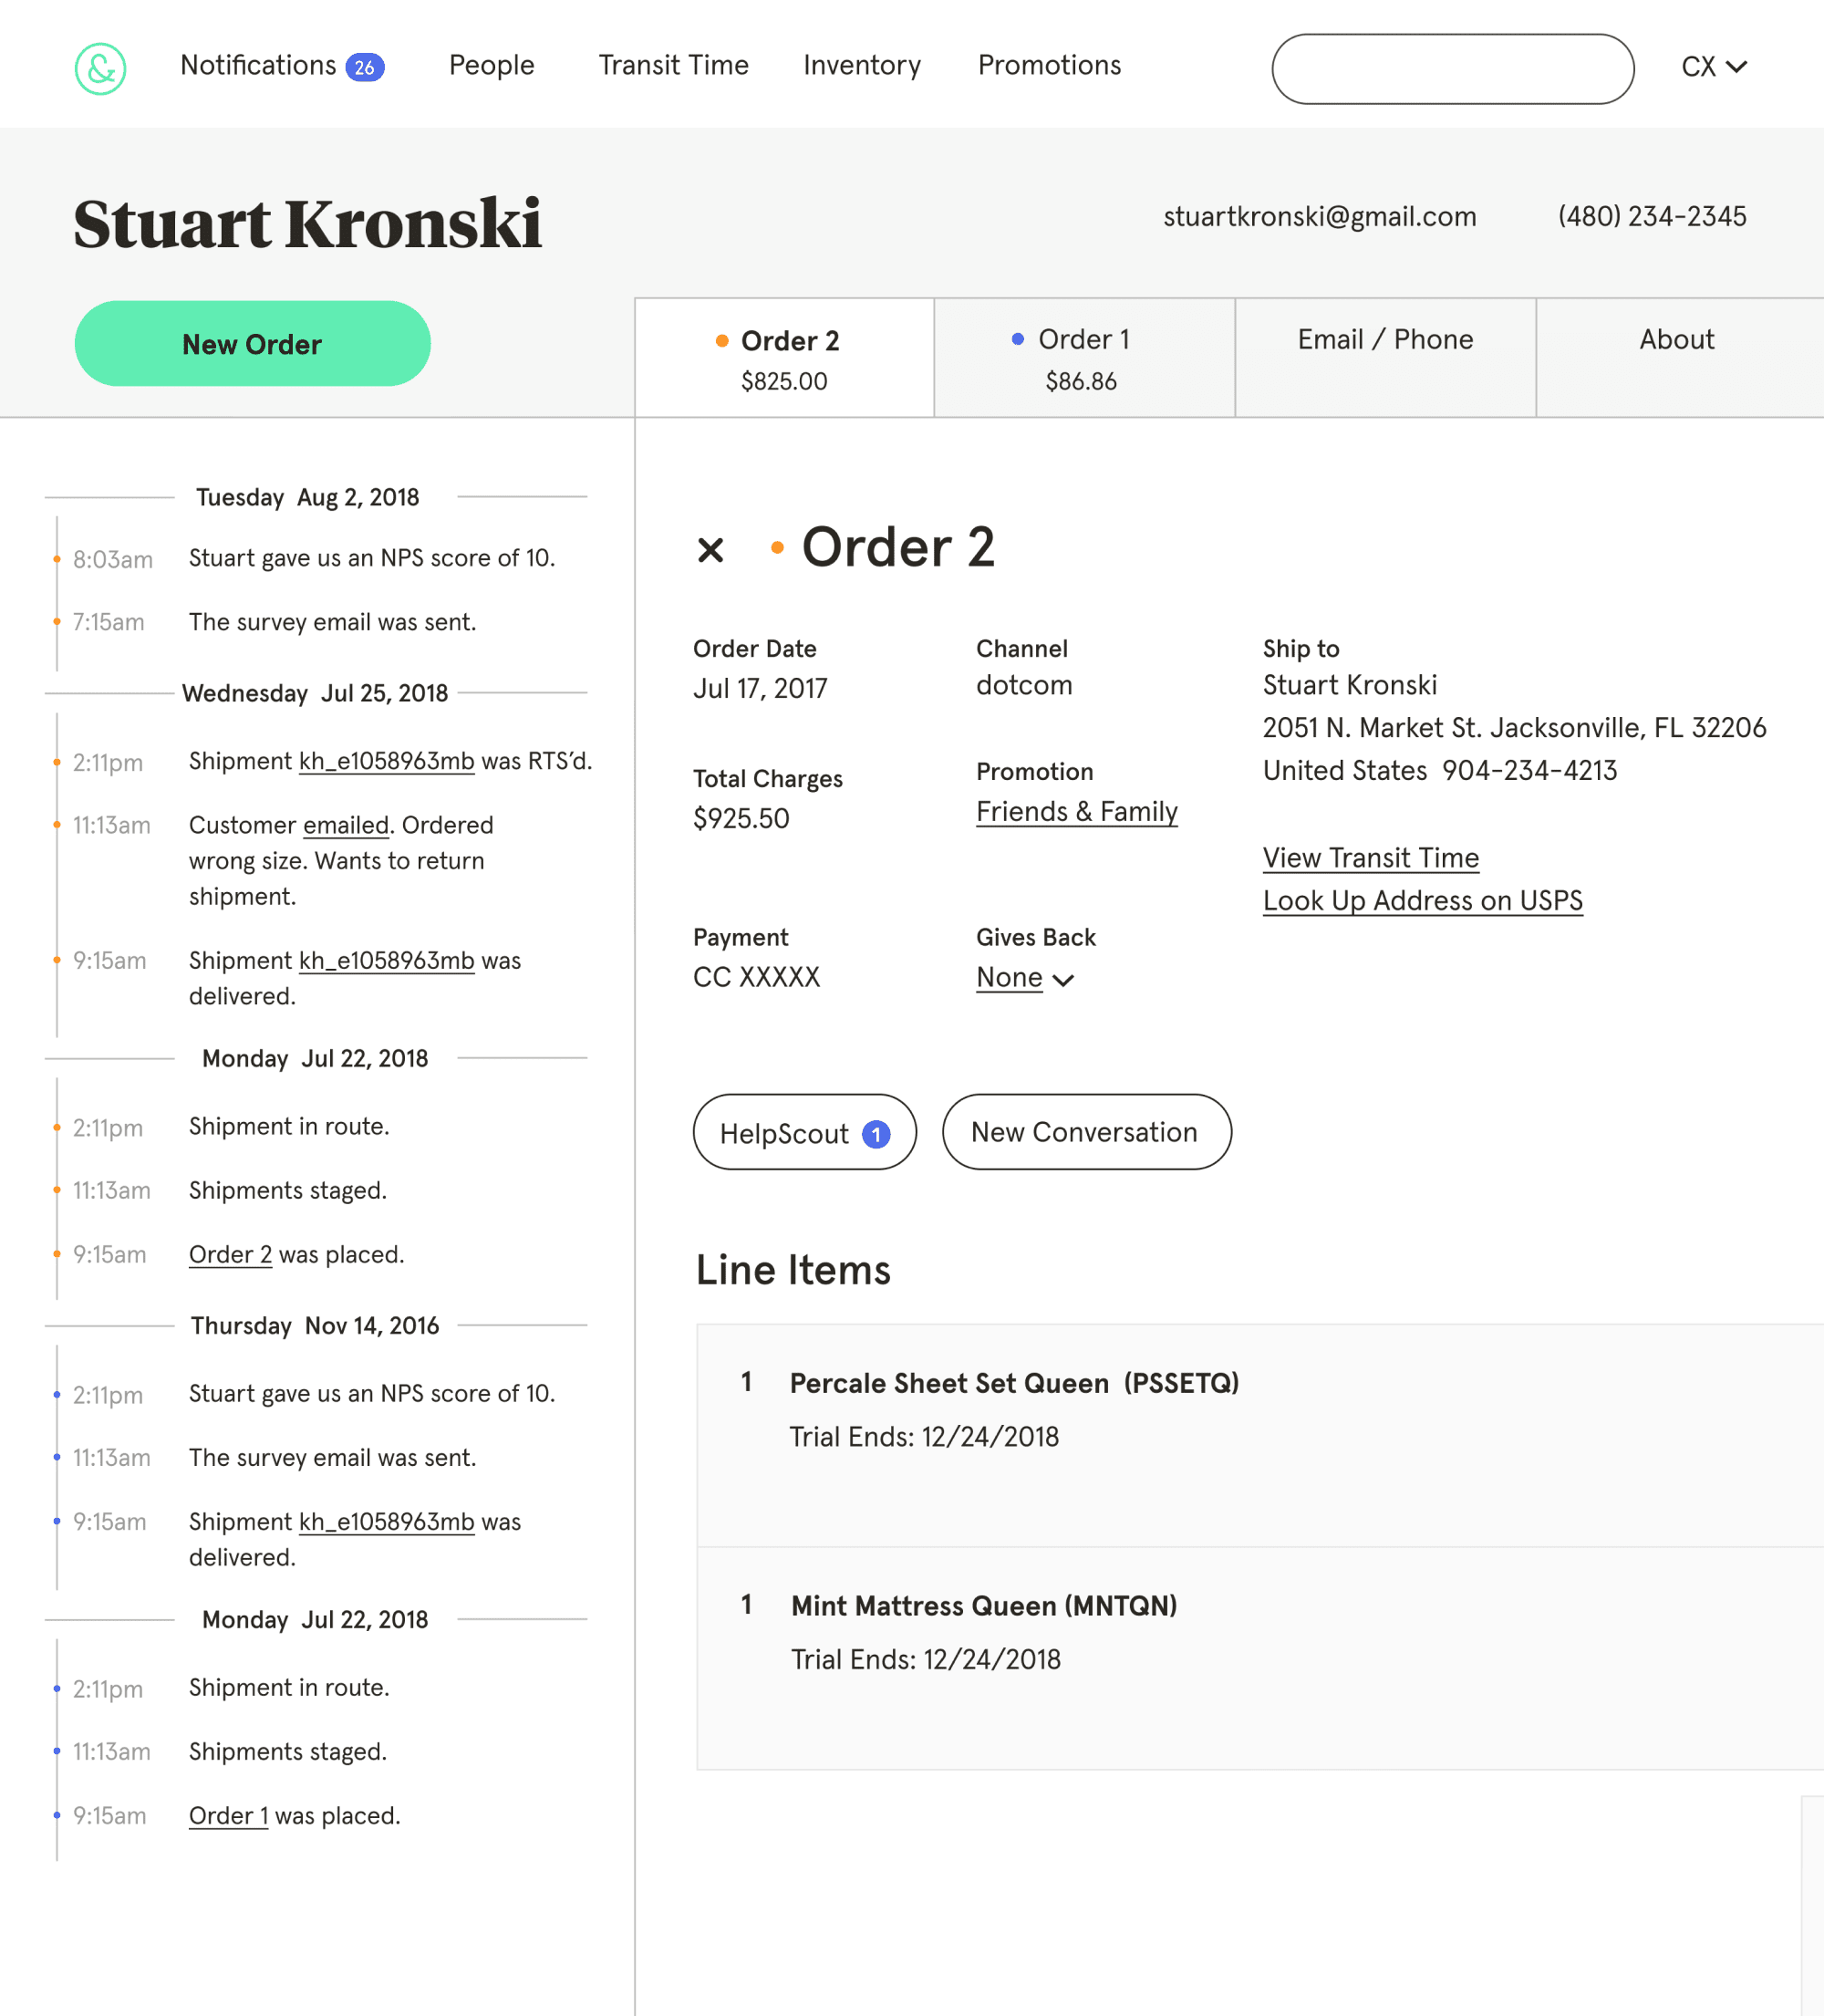 &
Notifications 26
People
Transit Time
Inventory
Promotions
CX
Stuart Kronski
stuartkronski@gmail.com
(480) 234-2345
New Order
Order 2
$825.00
Order 1
$86.86
Email / Phone
About
Tuesday Aug 2, 2018
8:03am Stuart gave us an NPS score of 10.
7:15am The survey email was sent.
Wednesday Jul 25, 2018
2:11pm Shipment kh_e1058963mb was RTS’d.
11:13am Customer emailed. Ordered
wrong size. Wants to return
shipment.
9:15am Shipment kh_e1058963mb was
delivered.
Monday Jul 22, 2018
2:11pm Shipment in route.
11:13am Shipments staged.
9:15am Order 2 was placed.
Thursday Nov 14, 2016
2:11pm Stuart gave us an NPS score of 10.
11:13am The survey email was sent.
9:15am Shipment kh_e1058963mb was
delivered.
Monday Jul 22, 2018
2:11pm Shipment in route.
11:13am Shipments staged.
9:15am Order 1 was placed.
Order 2
Order Date
Jul 17, 2017
Channel
dotcom
Ship to
Stuart Kronski
2051 N. Market St. Jacksonville, FL 32206
United States 904-234-4213
Total Charges
$925.50
Promotion
Friends & Family
View Transit Time
Look Up Address on USPS
Payment
CC XXXXX
Gives Back
None
HelpScout 1
New Conversation
Line Items
1 Percale Sheet Set Queen (PSSETQ)
Trial Ends: 12/24/2018
1 Mint Mattress Queen (MNTQN)
Trial Ends: 12/24/2018